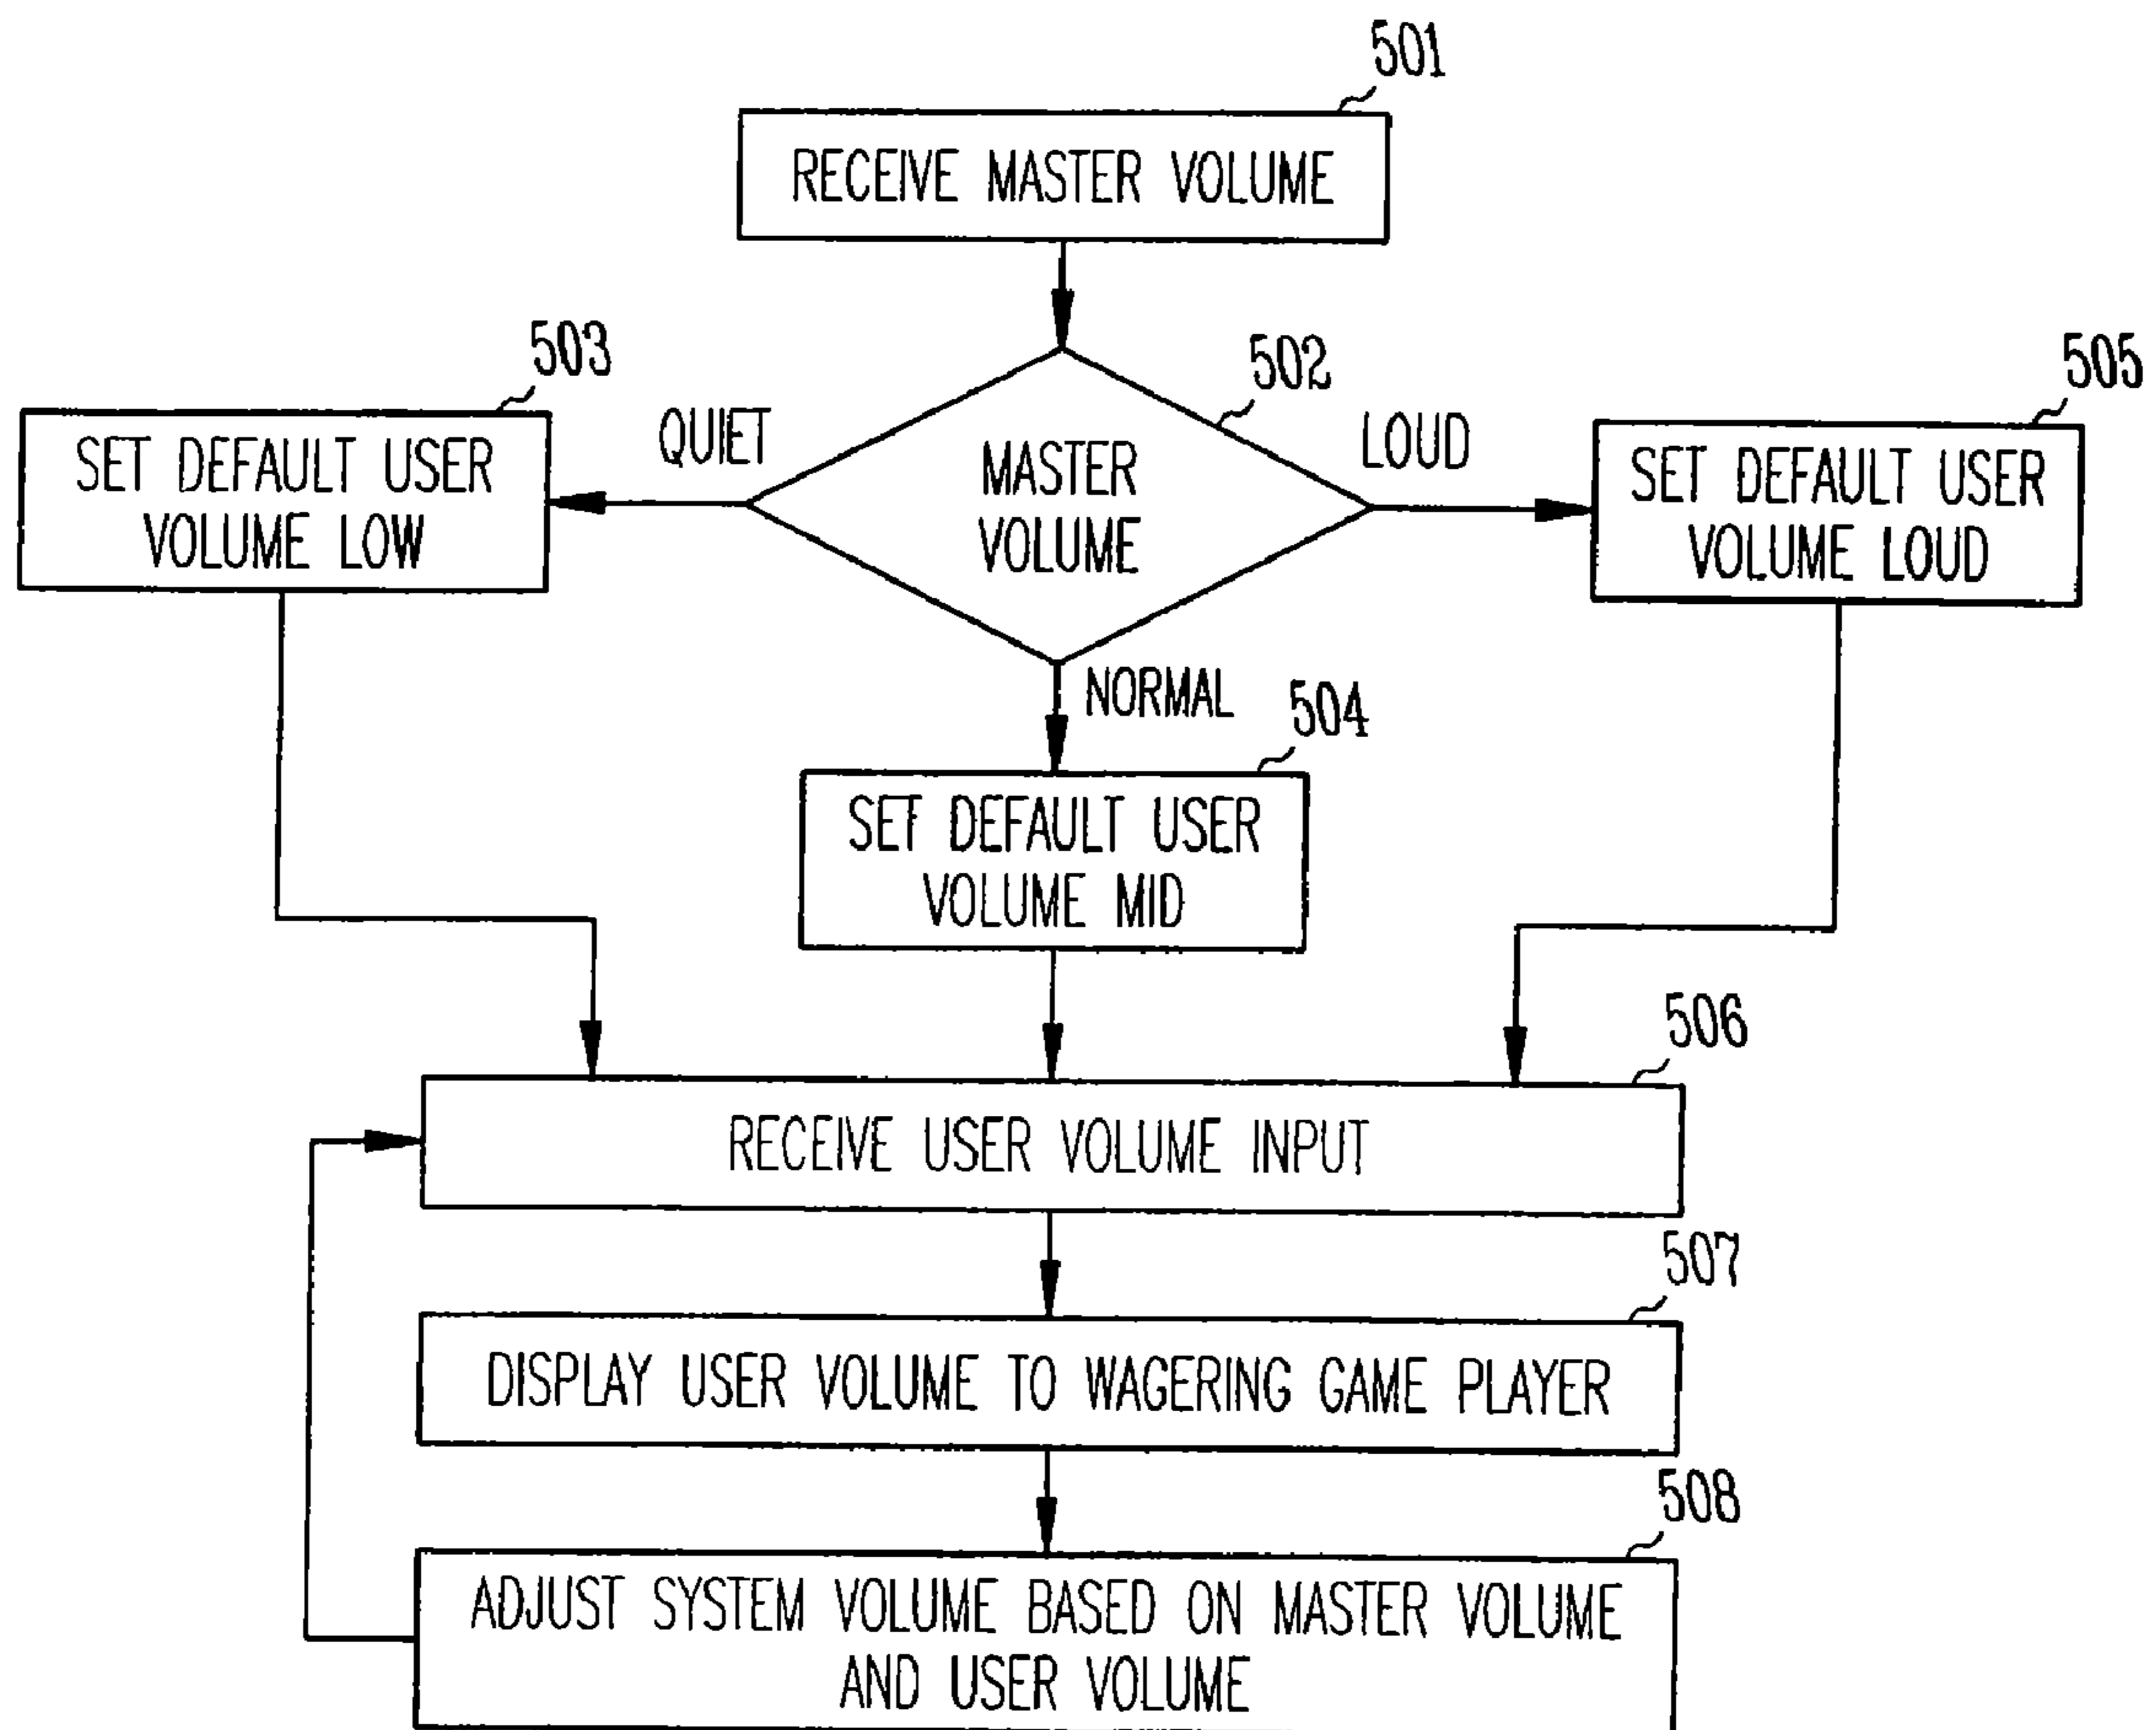 501
RECEIVE MASTER VOLUME
503
502
505
QUIET
LOUD
SET DEFAULT USER
VOLUME LOW
MASTER
VOLUME
SET DEFAULT USER
VOLUME LOUD
NORMAL
504
SET DEFAULT USER
VOLUME MID
506
RECEIVE USER VOLUME INPUT
507
DISPLAY USER VOLUME TO WAGERING GAME PLAYER
508
ADJUST SYSTEM VOLUME BASED ON MASTER VOLUME
AND USER VOLUME